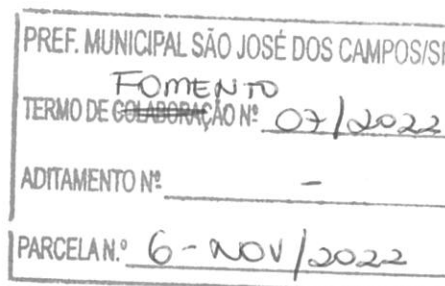 PREF. MUNICIPAL SÃO JOSÉ DOS CAMPOS/S
FOMENTO
TERMO DE COLABORAÇÃO Nº 07/2022
ADITAMENTO Nº -
PARCELA N.º 6 - NOV/2022